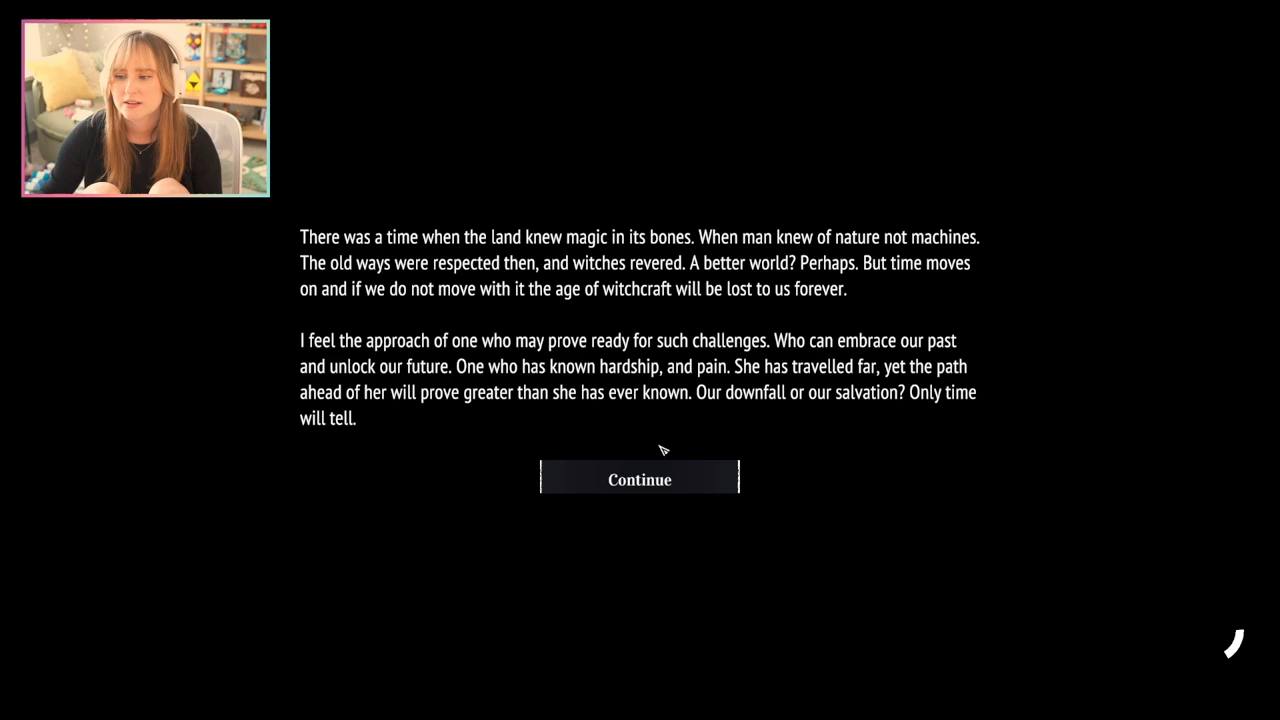 There was a time when the land knew magic in its bones. When man knew of nature not machines.
The old ways were respected then, and witches revered. A better world? Perhaps. But time moves
on and if we do not move with it the age of witchcraft will be lost to us forever.
I feel the approach of one who may prove ready for such challenges. Who can embrace our past
and unlock our future. One who has known hardship, and pain. She has travelled far, yet the path
ahead of her will prove greater than she has ever known. Our downfall or our salvation? Only time
will tell.
Continue